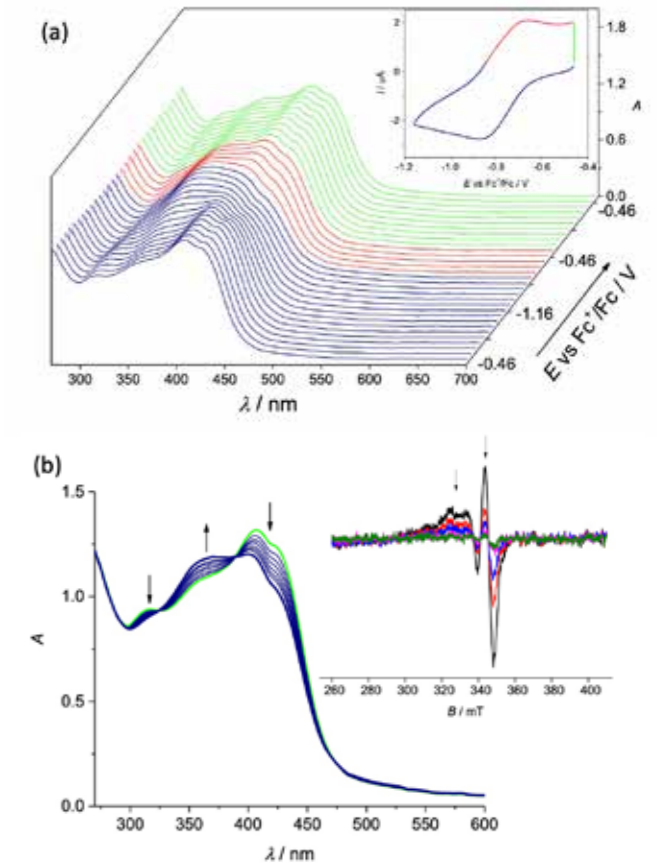 (a)
2
0
-2
I / μA
-1.2 -1.0 -0.8 -0.6 -0.4
E vs Fc⁺/Fc / V
1.8
1.2
A
0.6
0.0
-0.46
-0.46
-1.16
-0.46
E vs Fc⁺/Fc / V
300 350 400 450 500 550 600 650 700
λ / nm
(b)
1.5
1.0
0.5
0.0
A
300 350 400 450 500 550 600
λ / nm
260 280 300 320 340 360 380 400
B / mT